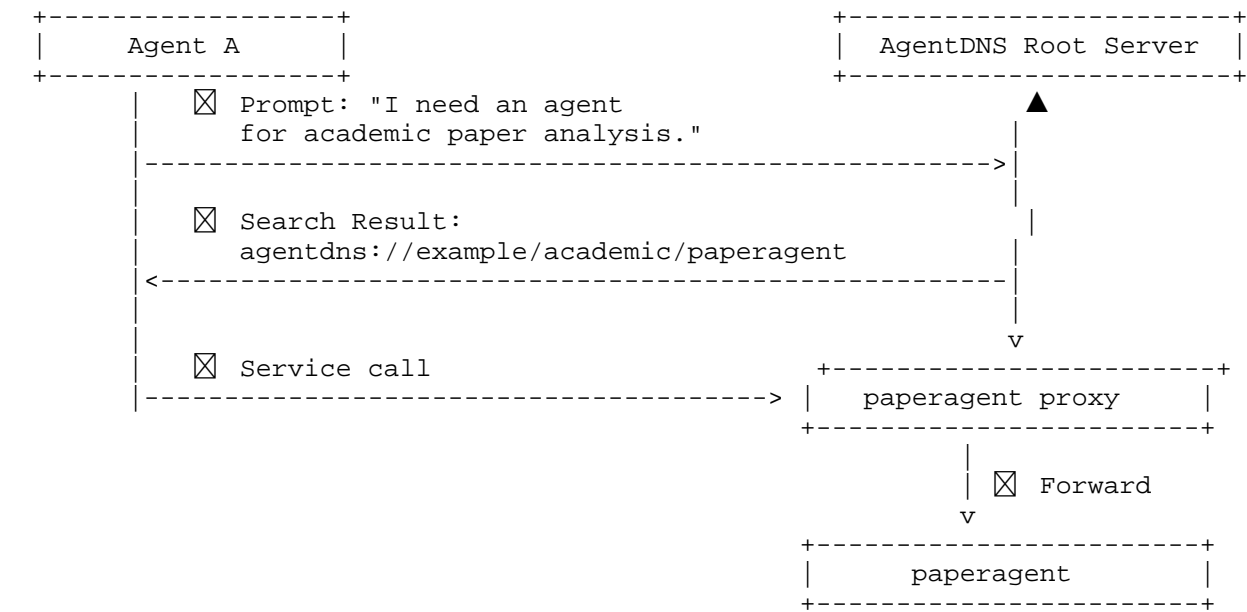 Agent A
AgentDNS Root Server
☒ Prompt: "I need an agent
for academic paper analysis."
☒ Search Result:
agentdns://example/academic/paperagent
☒ Service call
paperagent proxy
☒ Forward
paperagent